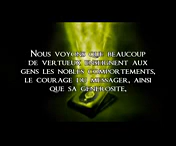 Nous voyons que beaucoup
de vertueux enseignent aux
gens les nobles comportements,
le courage du messager, ainsi
que sa générosité,